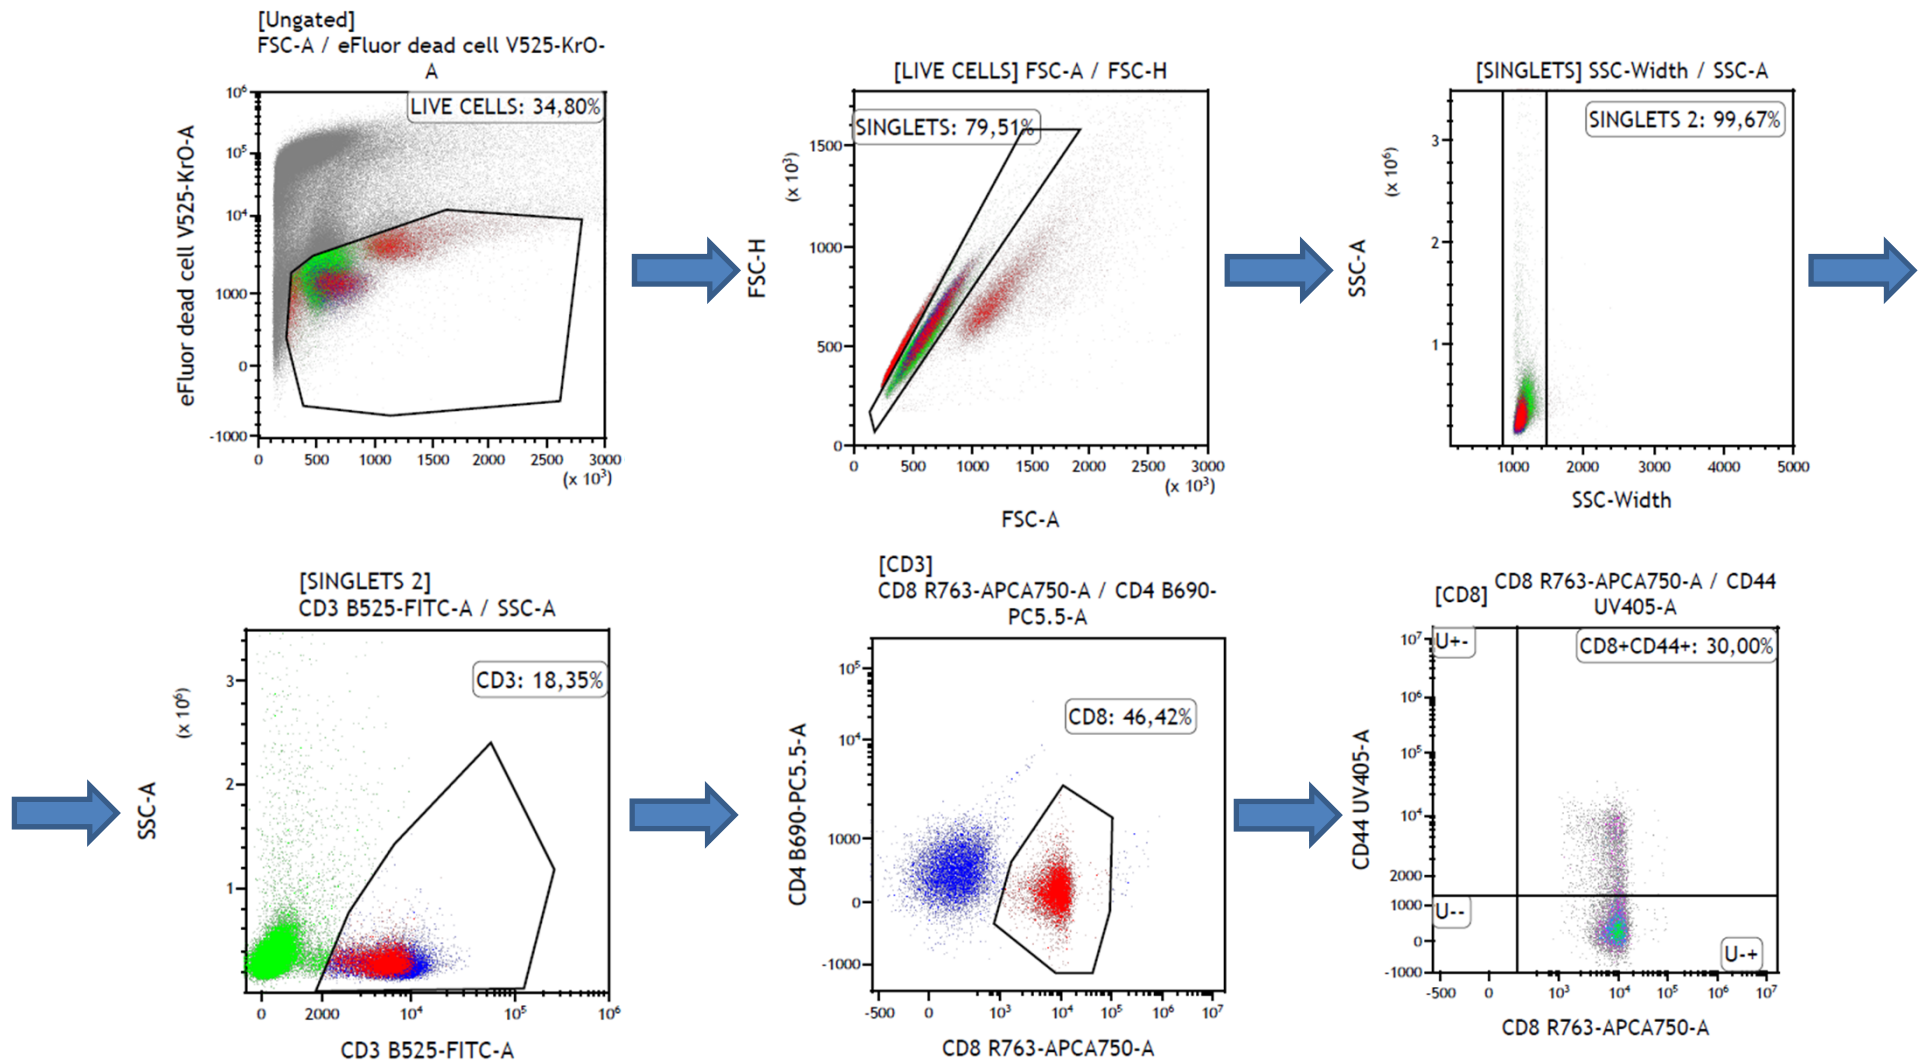 [Ungated]
FSC-A / eFluor dead cell V525-KrO-
A
LIVE CELLS: 34,80%
eFluor dead cell V525-KrO-A
10⁶
10⁵
10⁴
1000
0
-1000
0 500 1000 1500 2000 2500 3000
(x 10³)
[LIVE CELLS] FSC-A / FSC-H
SINGLETS: 79,51%
(x 10³)
FSC-H
1500
1000
500
0
0 500 1000 1500 2000 2500 3000
(x 10³)
FSC-A
[SINGLETS] SSC-Width / SSC-A
SINGLETS 2: 99,67%
(x 10⁶)
SSC-A
3
2
1
1000 2000 3000 4000 5000
SSC-Width
[SINGLETS 2]
CD3 B525-FITC-A / SSC-A
CD3: 18,35%
(x 10⁶)
SSC-A
3
2
1
0 2000 10⁴ 10⁵ 10⁶
CD3 B525-FITC-A
[CD3]
CD8 R763-APCA750-A / CD4 B690-
PC5.5-A
CD8: 46,42%
CD4 B690-PC5.5-A
10⁵
10⁴
1000
0
-1000
-500 0 10³ 10⁴ 10⁵ 10⁶ 10⁷
CD8 R763-APCA750-A
[CD8] CD8 R763-APCA750-A / CD44
UV405-A
U+-
CD8+CD44+: 30,00%
CD44 UV405-A
10⁷
10⁶
10⁵
10⁴
2000
1000
0
-1000
U--
U-+
-500 0 10³ 10⁴ 10⁵ 10⁶ 10⁷
CD8 R763-APCA750-A